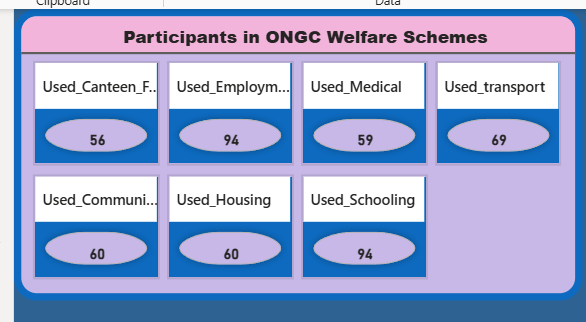 Clipboard Data
Participants in ONGC Welfare Schemes
Used_Canteen_F... Used_Employm... Used_Medical Used_transport
56 94 59 69
Used_Communi... Used_Housing Used_Schooling
60 60 94